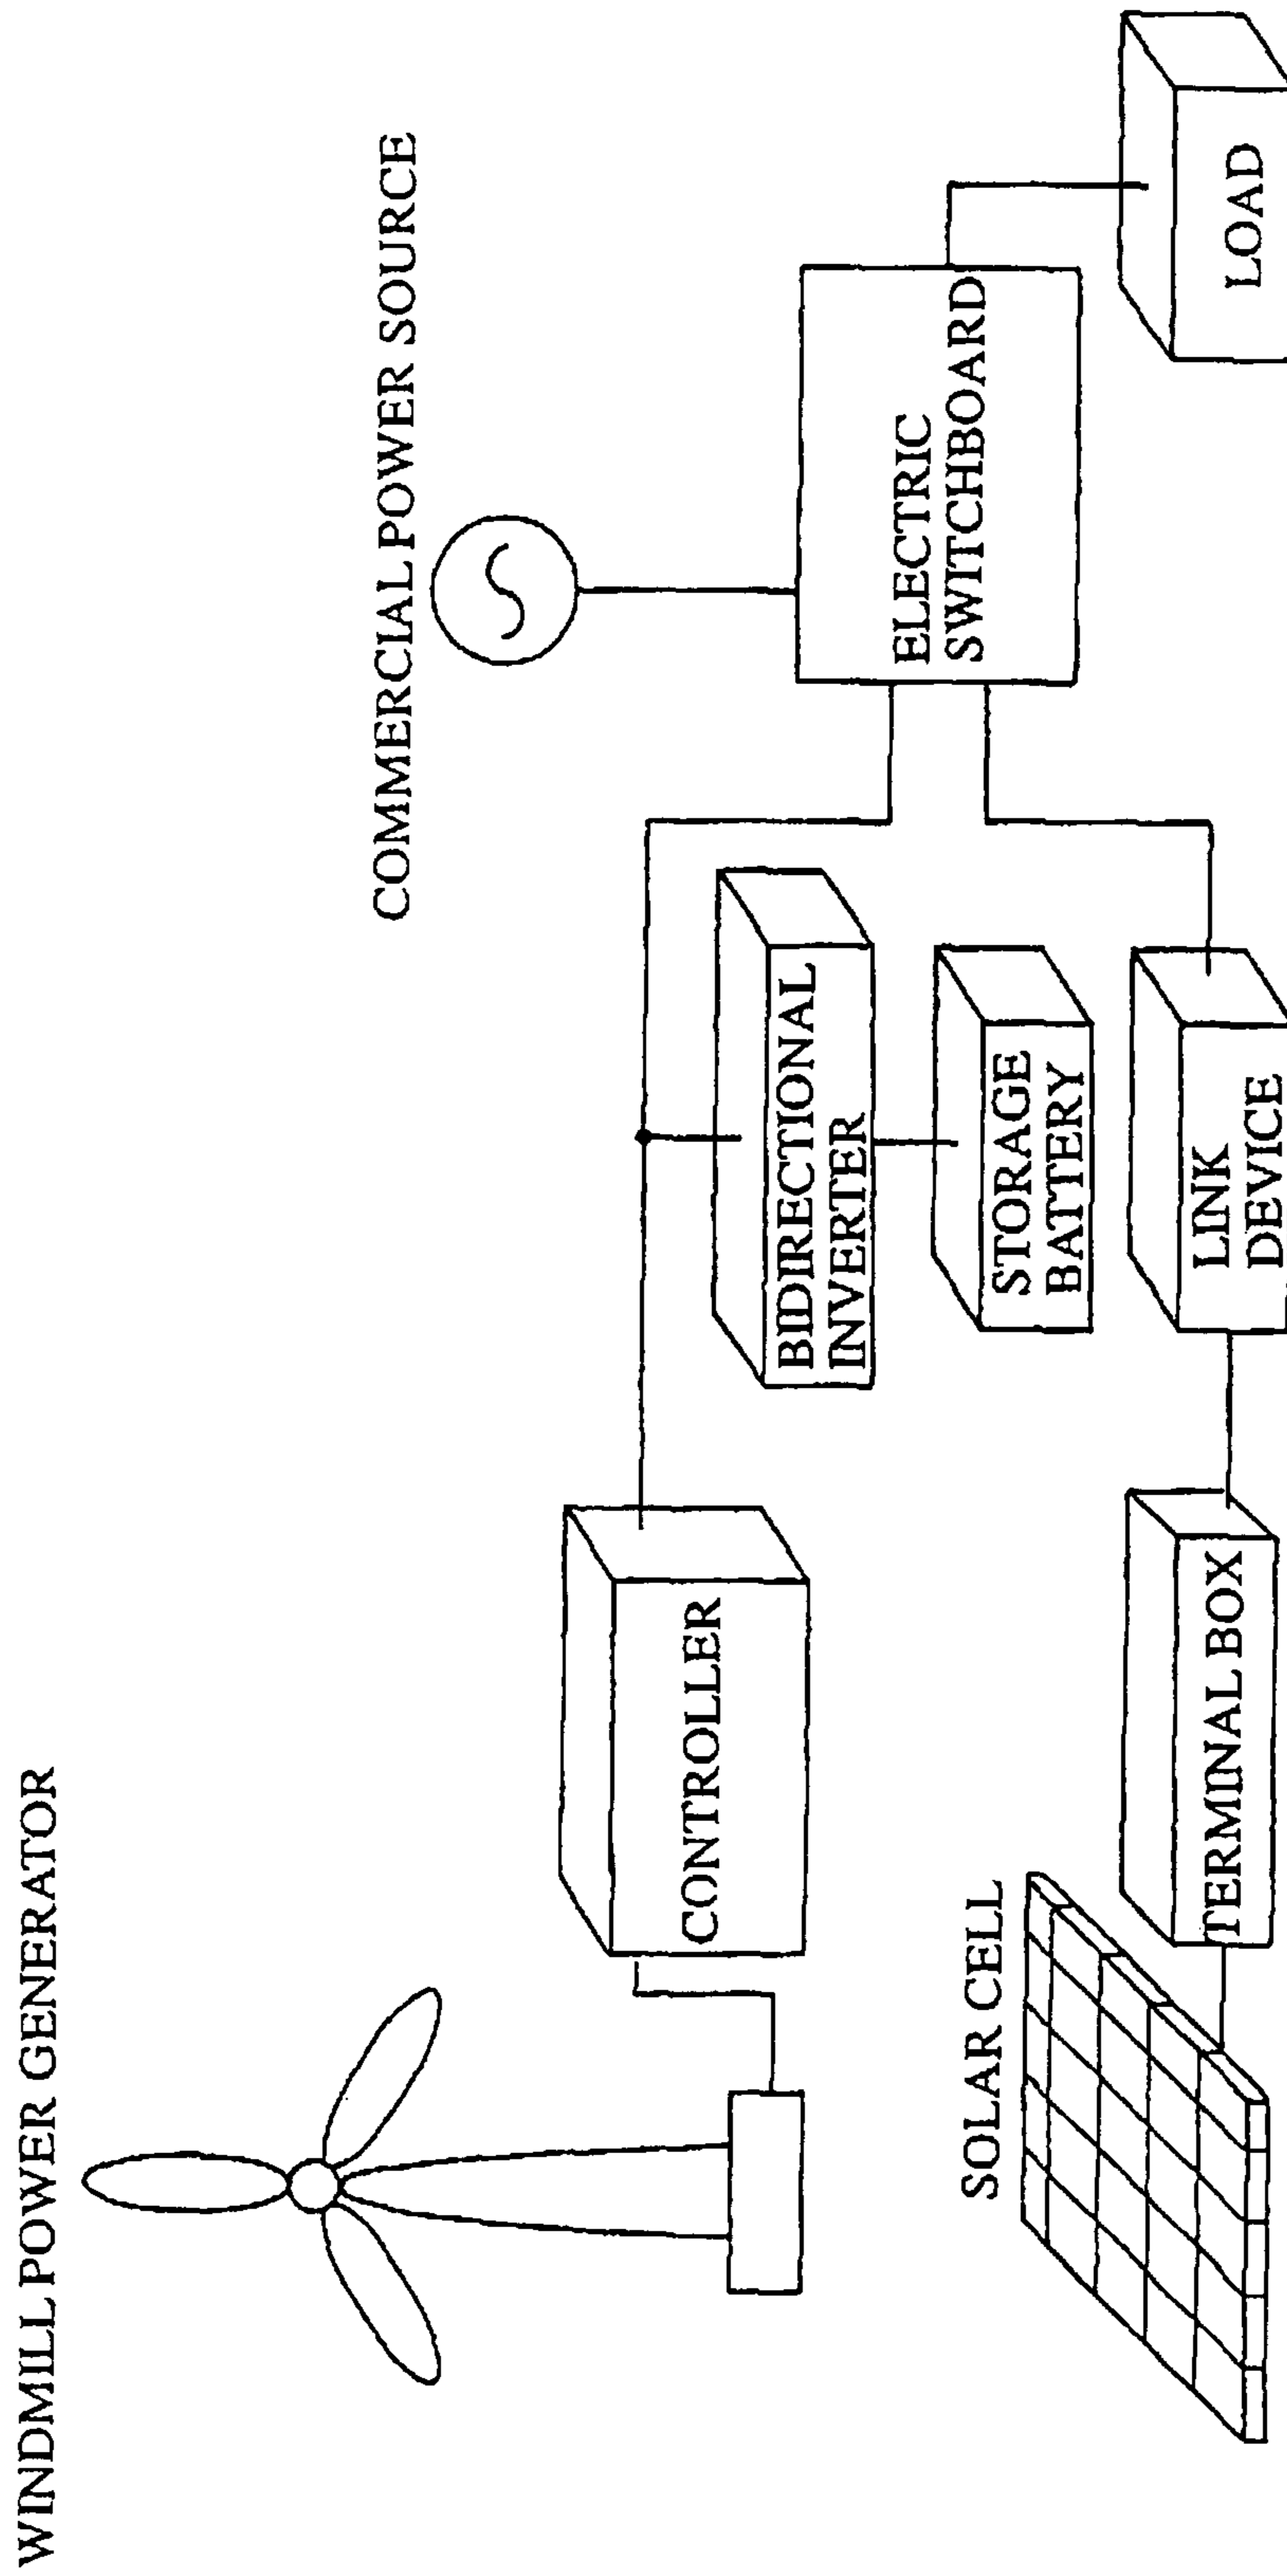 WINDMILL POWER GENERATOR
COMMERCIAL POWER SOURCE
CONTROLLER
BIDIRECTIONAL
INVERTER
ELECTRIC
SWITCHBOARD
STORAGE
BATTERY
SOLAR CELL
TERMINAL BOX
LINK
DEVICE
LOAD